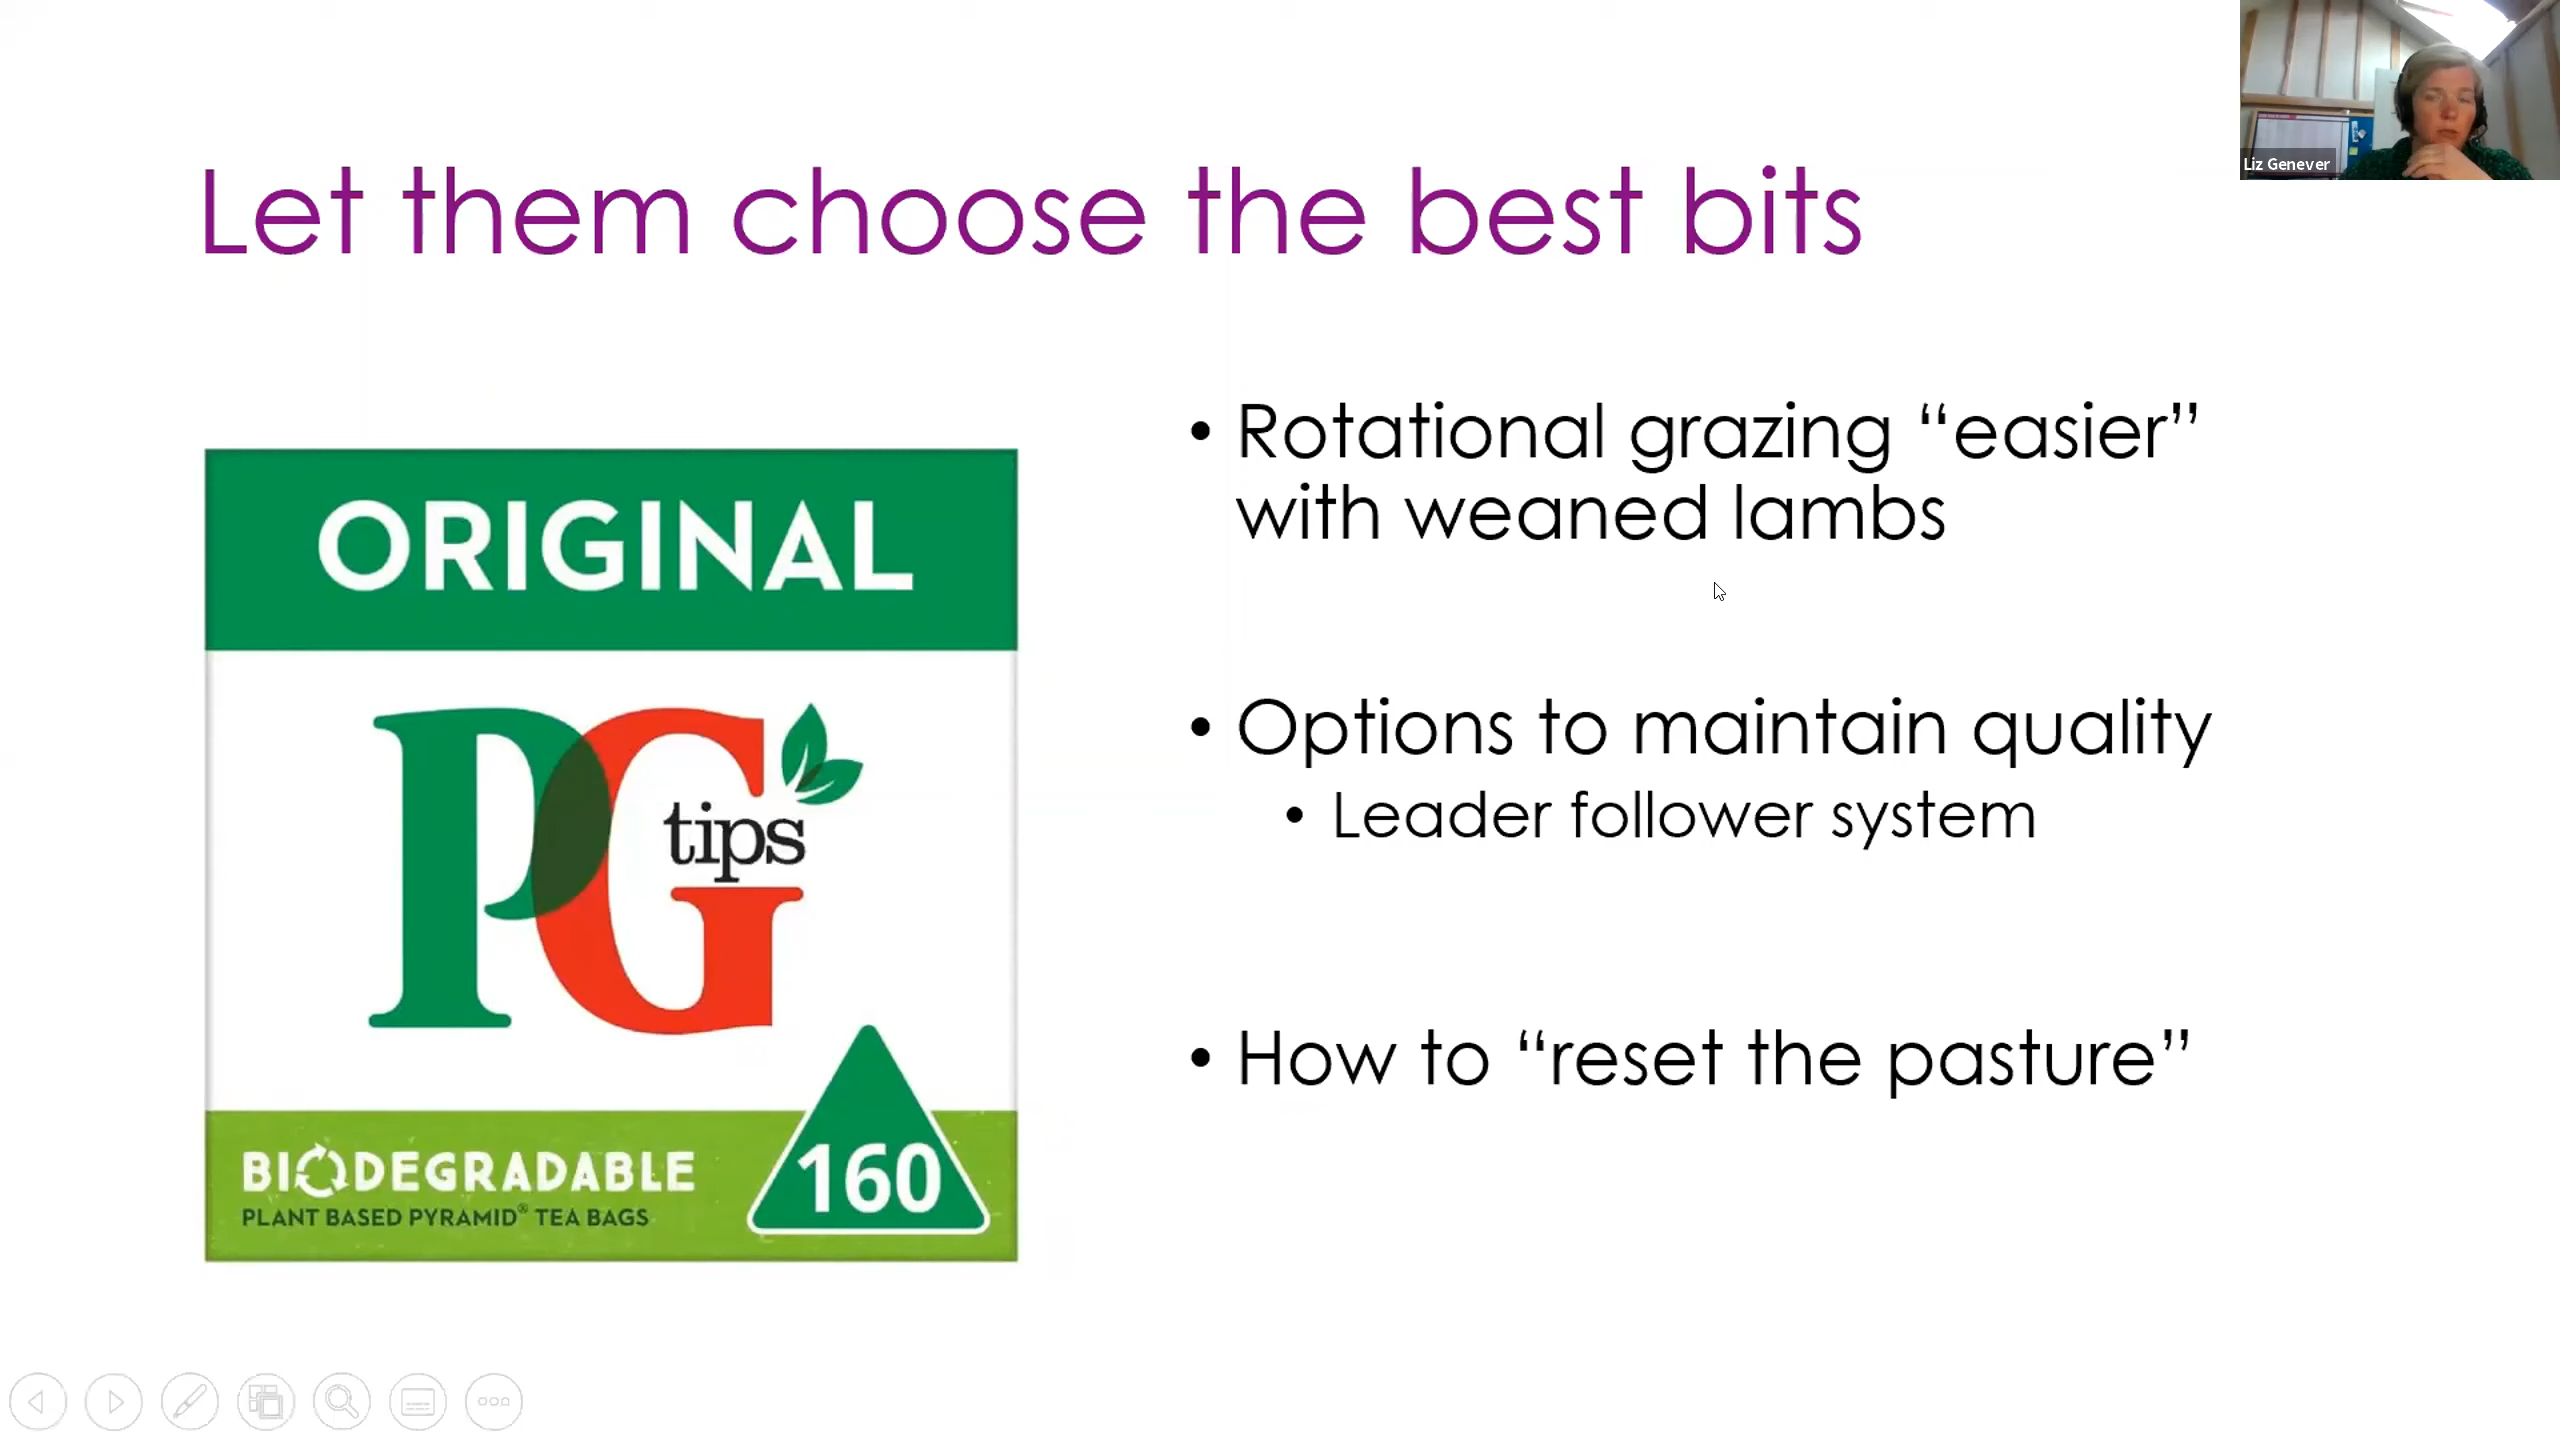 Liz Genever
Let them choose the best bits
ORIGINAL
PG
tips
BIODEGRADABLE
PLANT BASED PYRAMID® TEA BAGS
160
• Rotational grazing “easier”
with weaned lambs
• Options to maintain quality
• Leader follower system
• How to “reset the pasture”